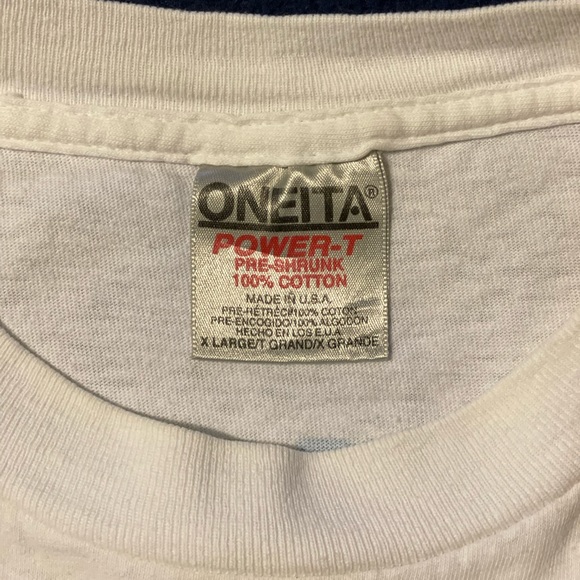 ONEITA®
POWER-T
PRE-SHRUNK
100% COTTON
MADE IN U.S.A.
PRE-RÉTRÉCI/100% COTON
PRE-ENCOGIDO/100% ALGODON
HECHO EN LOS E.U.A.
X LARGE/T GRAND/X GRANDE